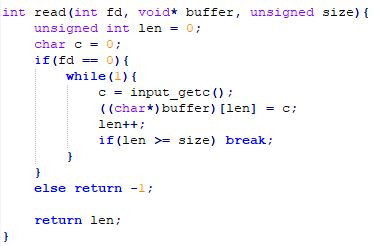 int read(int fd, void* buffer, unsigned size){
    unsigned int len = 0;
    char c = 0;
    if(fd == 0){
        while(1){
            c = input_getc();
            ((char*)buffer)[len] = c;
            len++;
            if(len >= size) break;
        }
    }
    else return -1;

    return len;
}